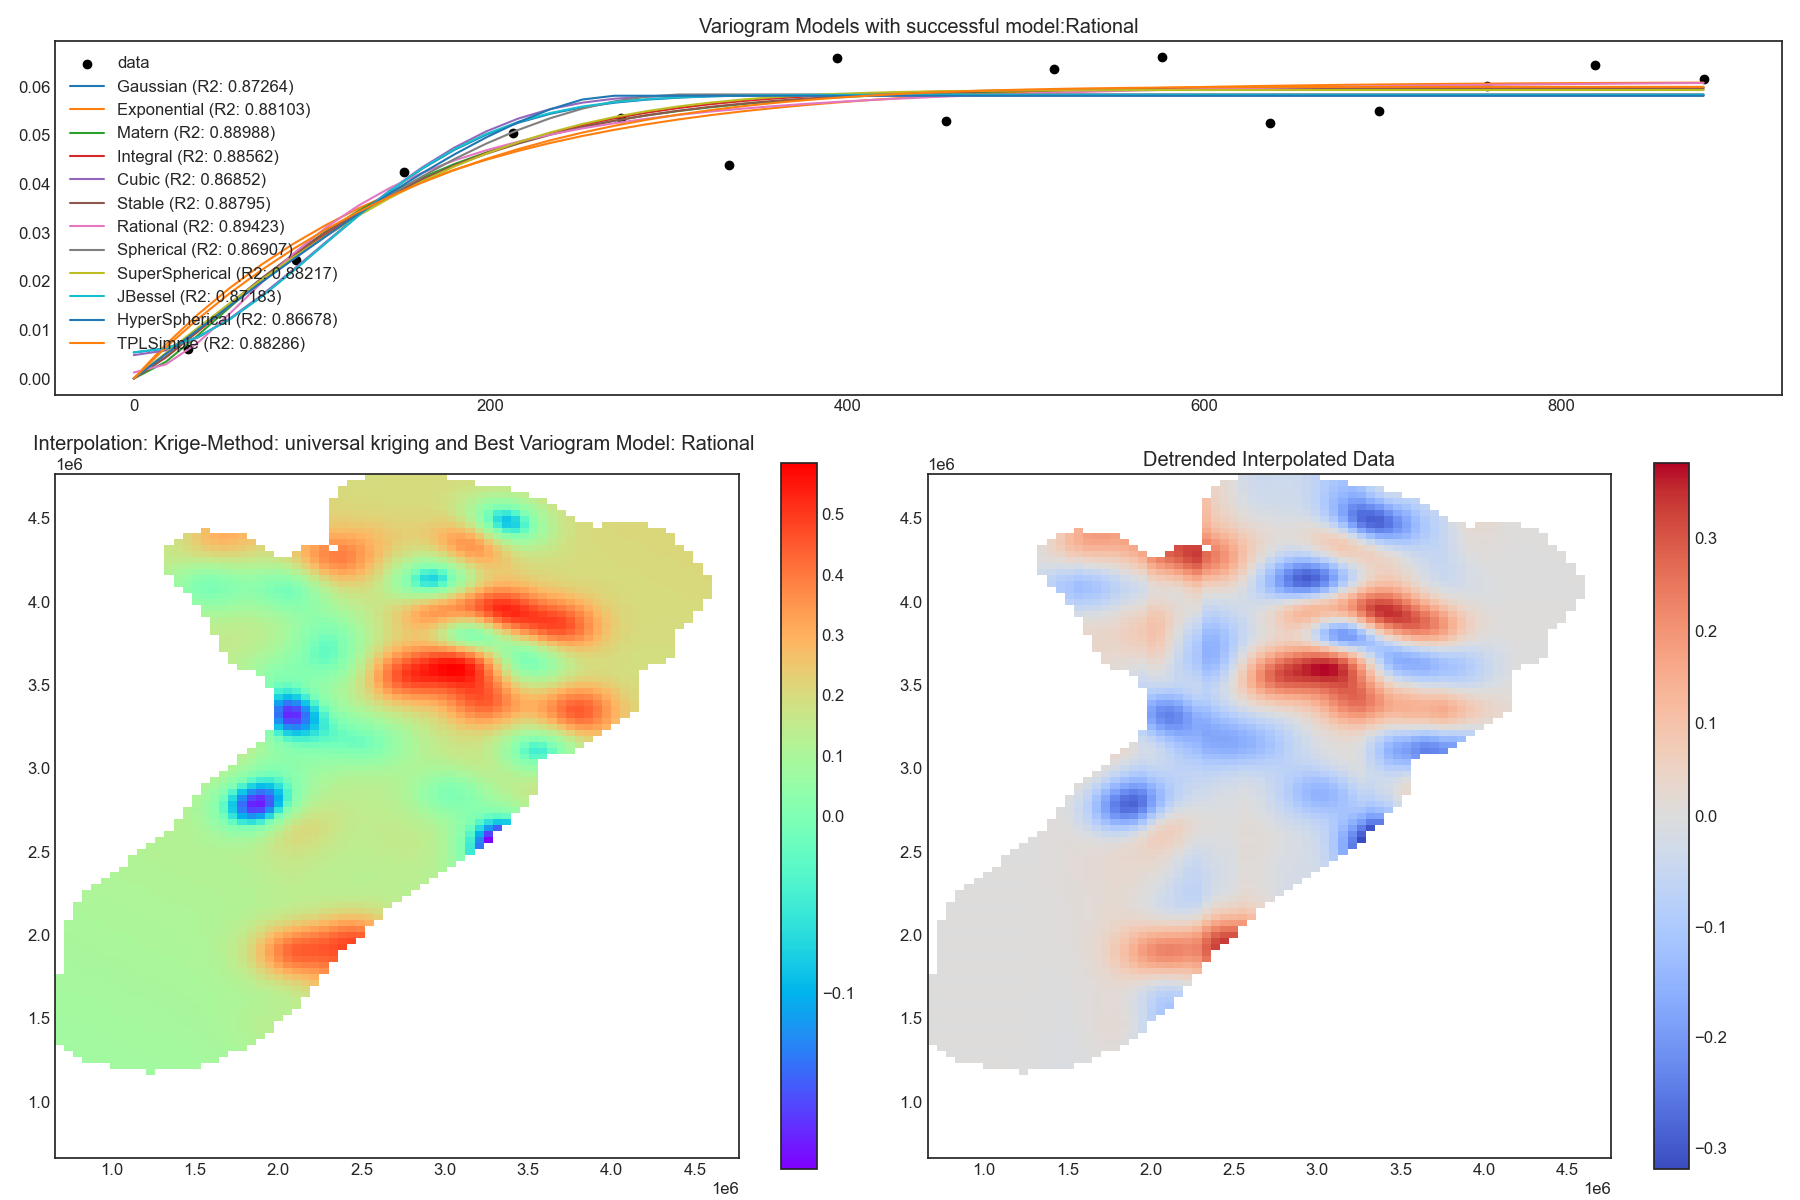 Variogram Models with successful model:Rational
data
Gaussian (R2: 0.87264)
Exponential (R2: 0.88103)
Matern (R2: 0.88988)
Integral (R2: 0.88562)
Cubic (R2: 0.86852)
Stable (R2: 0.88795)
Rational (R2: 0.89423)
Spherical (R2: 0.86907)
SuperSpherical (R2: 0.88217)
JBessel (R2: 0.87183)
HyperSpherical (R2: 0.86678)
TPLSimple (R2: 0.88286)
0.06
0.05
0.04
0.03
0.02
0.01
0.00
0 200 400 600 800
Interpolation: Krige-Method: universal kriging and Best Variogram Model: Rational
1e6
4.5
4.0
3.5
3.0
2.5
2.0
1.5
1.0
1.0 1.5 2.0 2.5 3.0 3.5 4.0 4.5
1e6
0.5
0.4
0.3
0.2
0.1
0.0
−0.1
Detrended Interpolated Data
1e6
4.5
4.0
3.5
3.0
2.5
2.0
1.5
1.0
1.0 1.5 2.0 2.5 3.0 3.5 4.0 4.5
1e6
0.3
0.2
0.1
0.0
−0.1
−0.2
−0.3